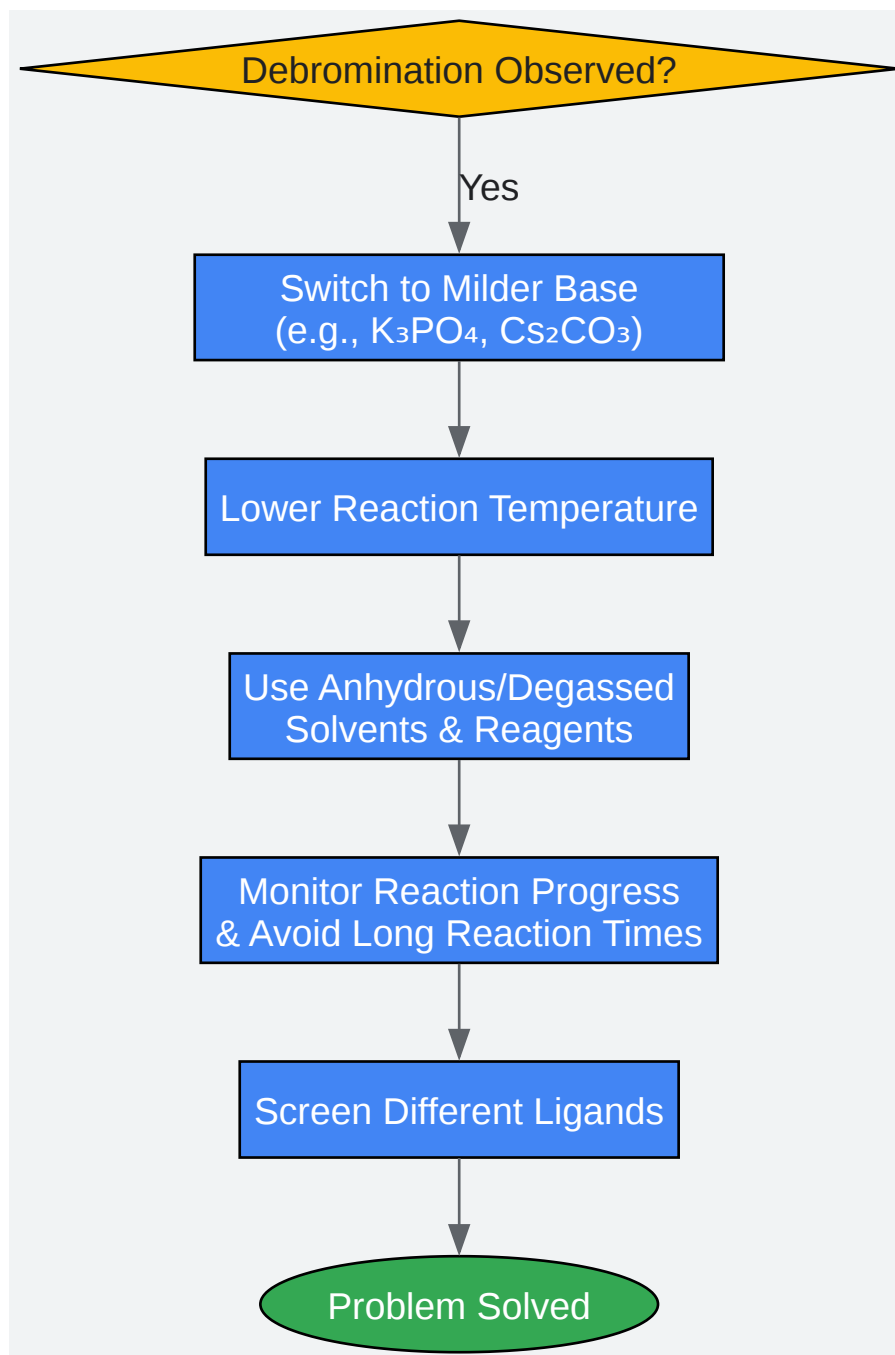 Debromination Observed?
Yes
Switch to Milder Base
(e.g., K₃PO₄, Cs₂CO₃)
Lower Reaction Temperature
Use Anhydrous/Degassed
Solvents & Reagents
Monitor Reaction Progress
& Avoid Long Reaction Times
Screen Different Ligands
Problem Solved